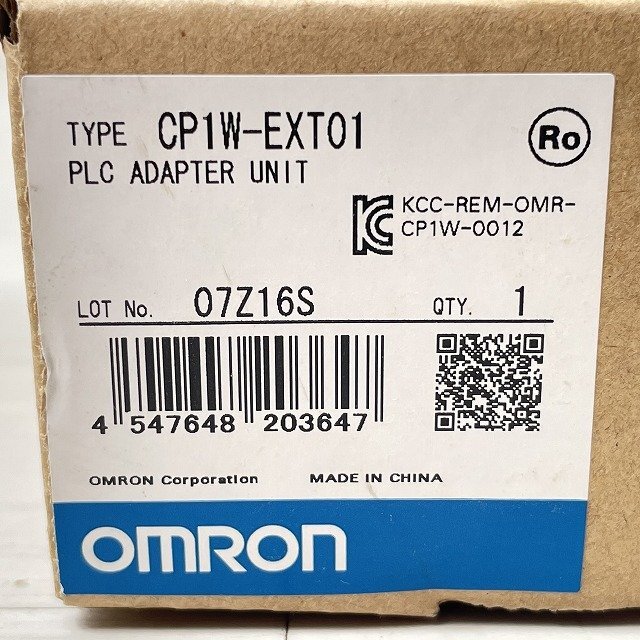 TYPE CP1W-EXT01
Ro
PLC ADAPTER UNIT
KCC-REM-OMR-
CP1W-0012
LOT No. 07Z16S QTY. 1
4 547648 203647
OMRON Corporation MADE IN CHINA
OMRON